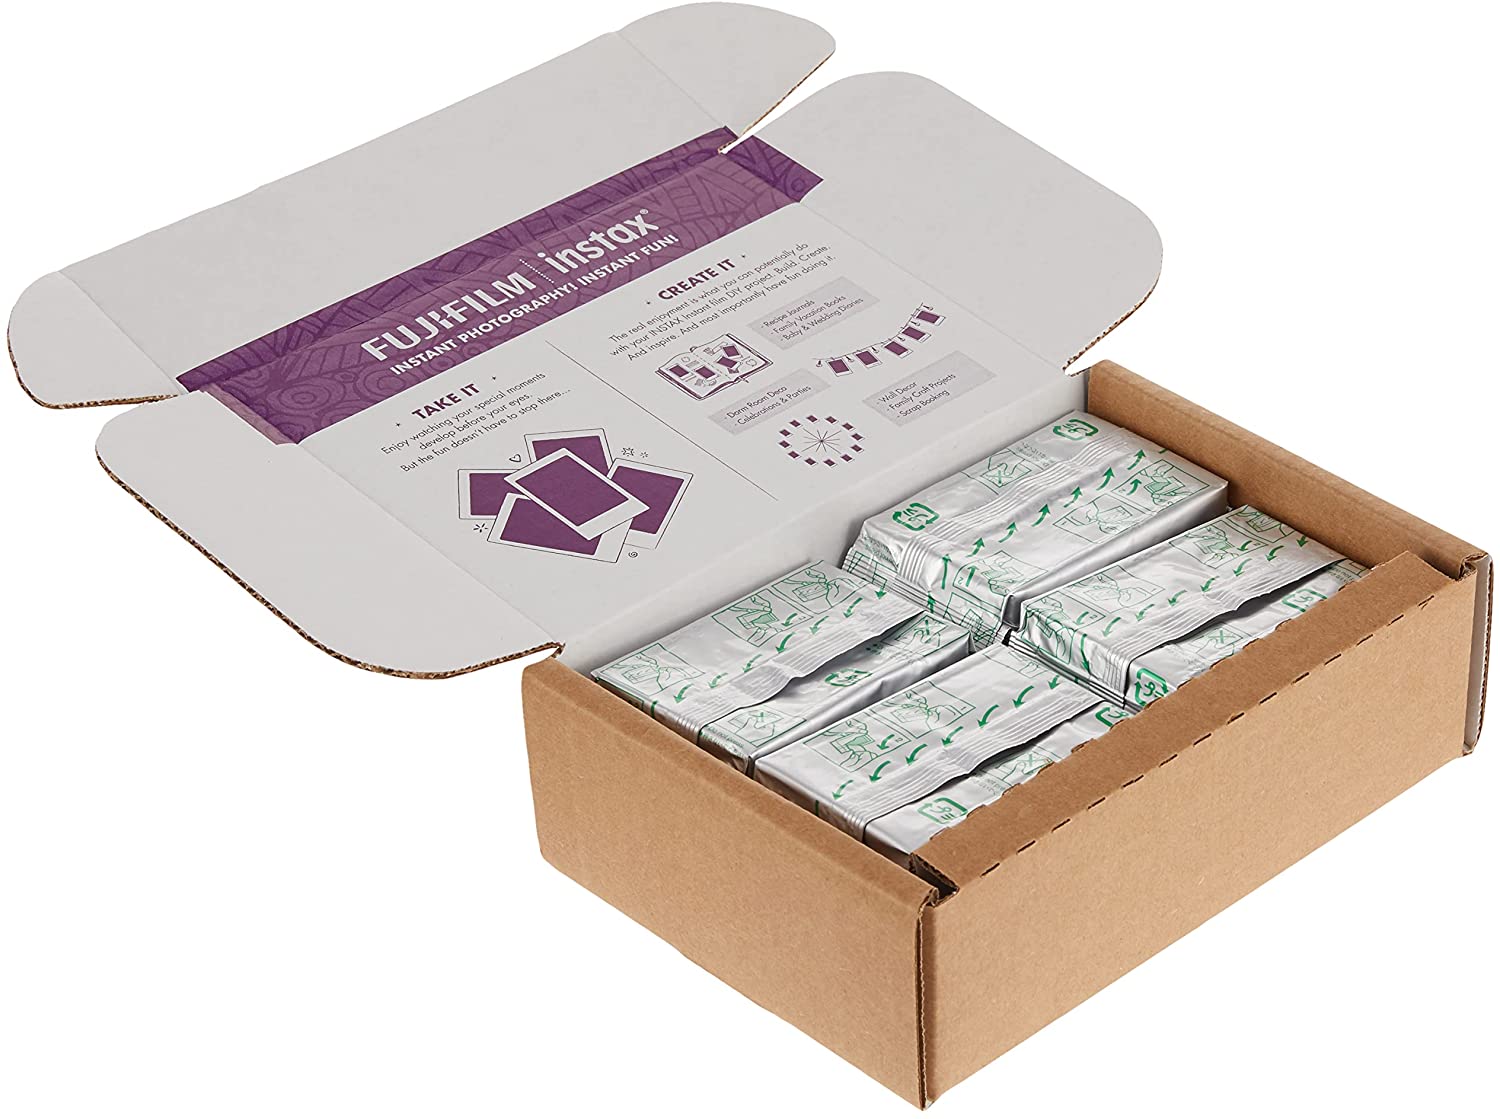 FUJIFILM instax®
INSTANT PHOTOGRAPHY! INSTANT FUN!
TAKE IT
Enjoy watching your special moments
develop before your eyes.
But the fun doesn't have to stop there...
CREATE IT
The real enjoyment is what you can potentially do
with your INSTAX instant film DIY project. Build. Create.
And inspire. And most importantly have fun doing it.
- Recipe Journals
- Family Vacation Books
- Baby & Wedding Diaries
- Dorm Room Deco
- Celebrations & Parties
- Wall Decor
- Family Craft Projects
- Scrap Booking